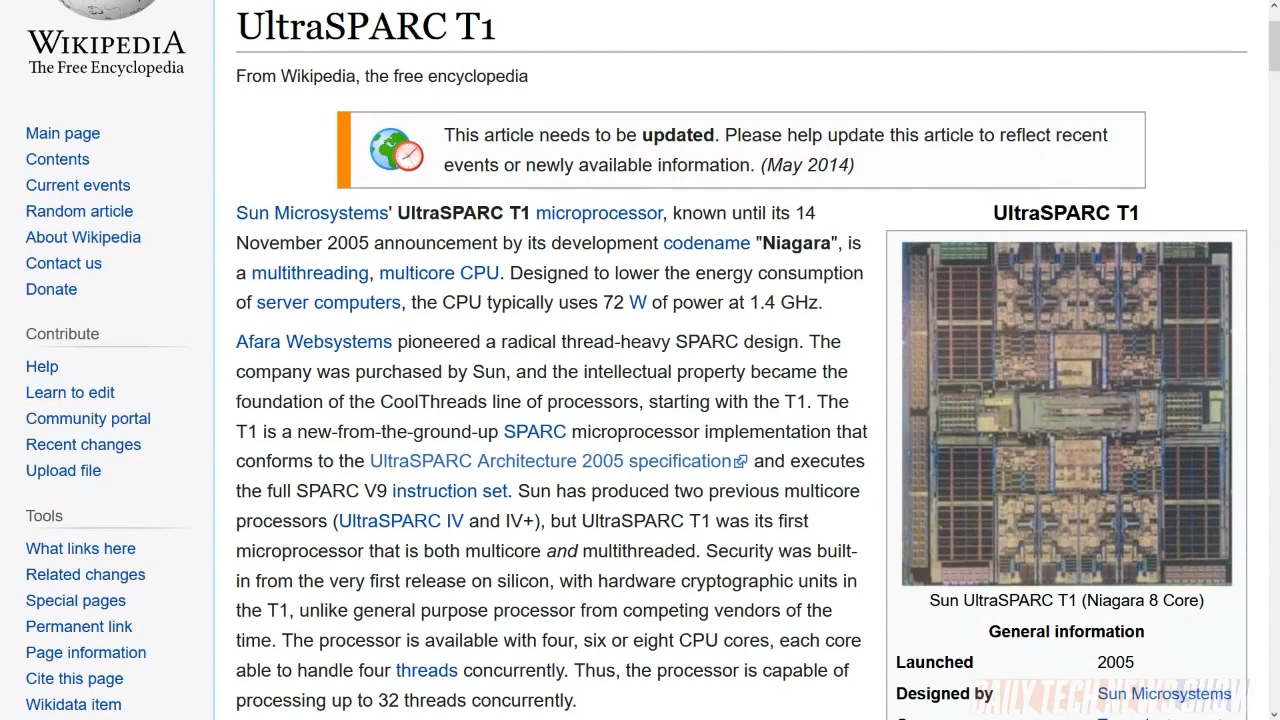 WIKIPEDIA
The Free Encyclopedia
Main page
Contents
Current events
Random article
About Wikipedia
Contact us
Donate
Contribute
Help
Learn to edit
Community portal
Recent changes
Upload file
Tools
What links here
Related changes
Special pages
Permanent link
Page information
Cite this page
Wikidata item
UltraSPARC T1
From Wikipedia, the free encyclopedia
This article needs to be updated. Please help update this article to reflect recent
events or newly available information. (May 2014)
Sun Microsystems' UltraSPARC T1 microprocessor, known until its 14
November 2005 announcement by its development codename "Niagara", is
a multithreading, multicore CPU. Designed to lower the energy consumption
of server computers, the CPU typically uses 72 W of power at 1.4 GHz.
Afara Websystems pioneered a radical thread-heavy SPARC design. The
company was purchased by Sun, and the intellectual property became the
foundation of the CoolThreads line of processors, starting with the T1. The
T1 is a new-from-the-ground-up SPARC microprocessor implementation that
conforms to the UltraSPARC Architecture 2005 specification and executes
the full SPARC V9 instruction set. Sun has produced two previous multicore
processors (UltraSPARC IV and IV+), but UltraSPARC T1 was its first
microprocessor that is both multicore and multithreaded. Security was built-
in from the very first release on silicon, with hardware cryptographic units in
the T1, unlike general purpose processor from competing vendors of the
time. The processor is available with four, six or eight CPU cores, each core
able to handle four threads concurrently. Thus, the processor is capable of
processing up to 32 threads concurrently.
UltraSPARC T1
Sun UltraSPARC T1 (Niagara 8 Core)
General information
Launched 2005
Designed by Sun Microsystems
DAILY TECH NEWS SHOW